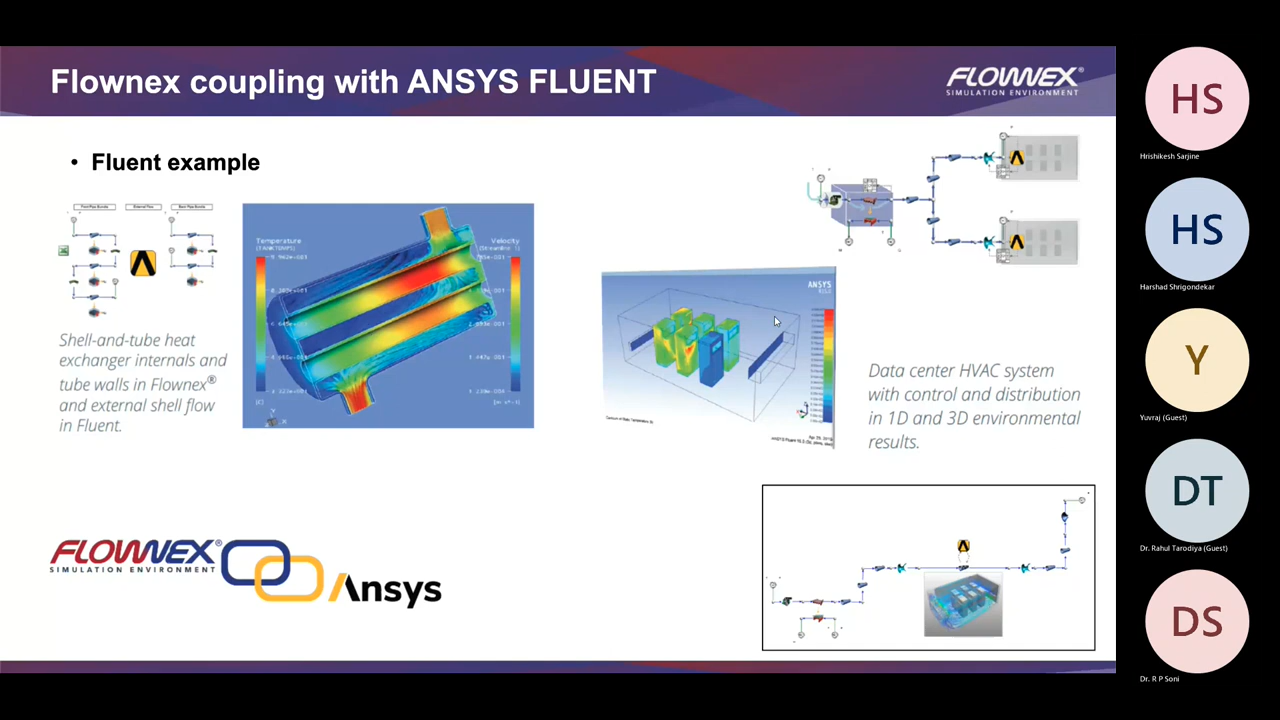 Flownex coupling with ANSYS FLUENT
FLOWNEX®
SIMULATION ENVIRONMENT
• Fluent example
Temperature
Velocity
Shell-and-tube heat
exchanger internals and
tube walls in Flownex®
and external shell flow
in Fluent.
ANSYS
Data center HVAC system
with control and distribution
in 1D and 3D environmental
results.
FLOWNEX®
SIMULATION ENVIRONMENT
Ansys
HS
Hrishikesh Sarjine
HS
Harshad Shrigondekar
Y
Yuvraj (Guest)
DT
Dr. Rahul Tarodiya (Guest)
DS
Dr. R P Soni